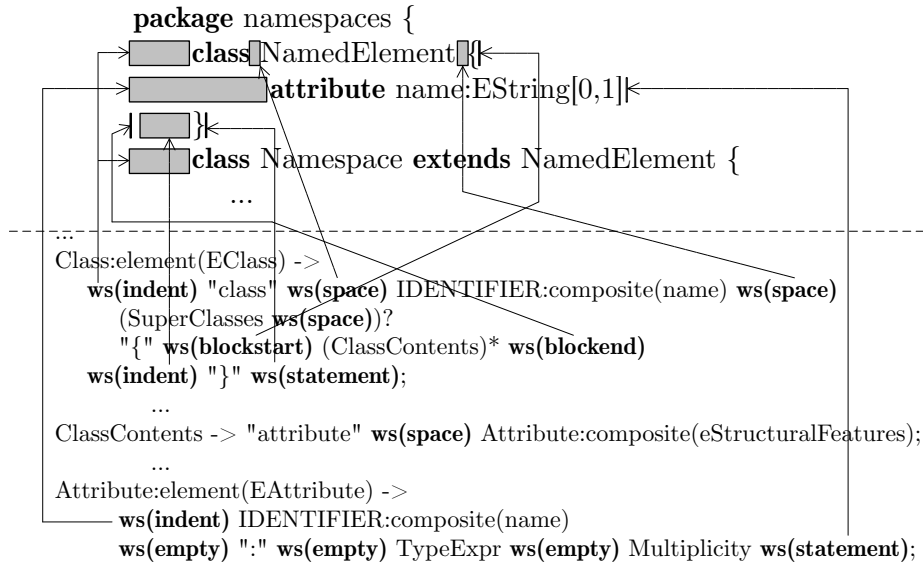 package namespaces {
class NamedElement {
attribute name:EString[0,1]
}
class Namespace extends NamedElement {
...
...
Class:element(EClass) ->
ws(indent) "class" ws(space) IDENTIFIER:composite(name) ws(space)
(SuperClasses ws(space))?
"{" ws(blockstart) (ClassContents)* ws(blockend)
ws(indent) "}" ws(statement);
...
ClassContents -> "attribute" ws(space) Attribute:composite(eStructuralFeatures);
...
Attribute:element(EAttribute) ->
ws(indent) IDENTIFIER:composite(name)
ws(empty) ":" ws(empty) TypeExpr ws(empty) Multiplicity ws(statement);